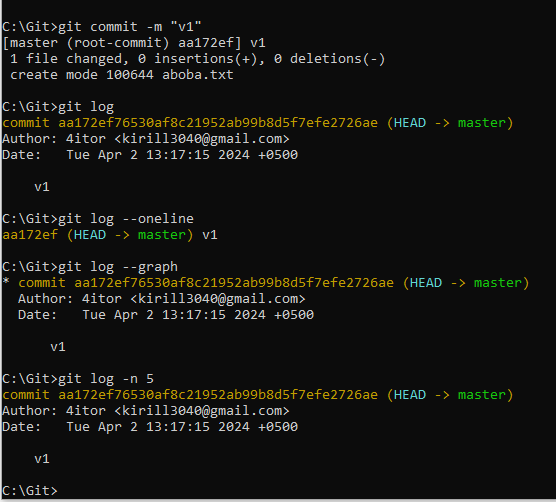 C:\Git>git commit -m "v1"
[master (root-commit) aa172ef] v1
 1 file changed, 0 insertions(+), 0 deletions(-)
 create mode 100644 aboba.txt
C:\Git>git log
commit aa172ef76530af8c21952ab99b8d5f7efe2726ae (HEAD -> master)
Author: 4itor <kirill3040@gmail.com>
Date:   Tue Apr 2 13:17:15 2024 +0500
    v1
C:\Git>git log --oneline
aa172ef (HEAD -> master) v1
C:\Git>git log --graph
* commit aa172ef76530af8c21952ab99b8d5f7efe2726ae (HEAD -> master)
  Author: 4itor <kirill3040@gmail.com>
  Date:   Tue Apr 2 13:17:15 2024 +0500
      v1
C:\Git>git log -n 5
commit aa172ef76530af8c21952ab99b8d5f7efe2726ae (HEAD -> master)
Author: 4itor <kirill3040@gmail.com>
Date:   Tue Apr 2 13:17:15 2024 +0500
    v1
C:\Git>